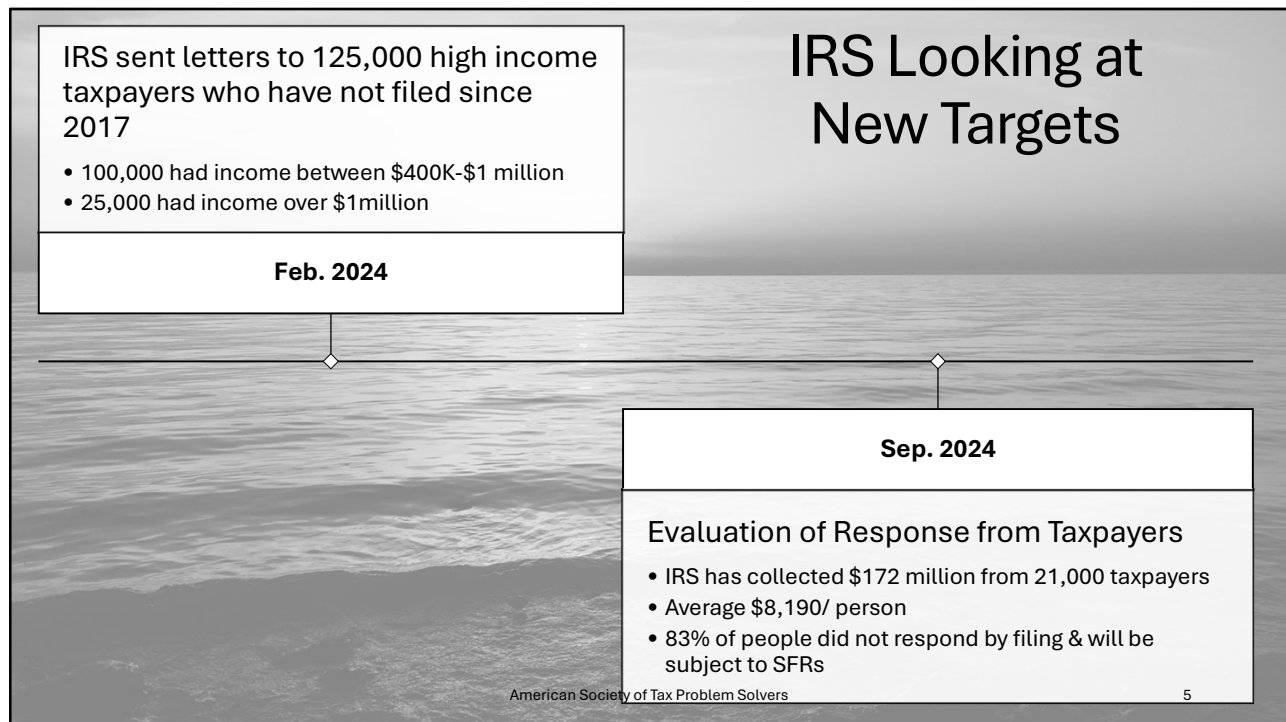 IRS Looking at
New Targets
IRS sent letters to 125,000 high income
taxpayers who have not filed since
2017
• 100,000 had income between $400K-$1 million
• 25,000 had income over $1million
Feb. 2024
Sep. 2024
Evaluation of Response from Taxpayers
• IRS has collected $172 million from 21,000 taxpayers
• Average $8,190/ person
• 83% of people did not respond by filing & will be
subject to SFRs
American Society of Tax Problem Solvers
5